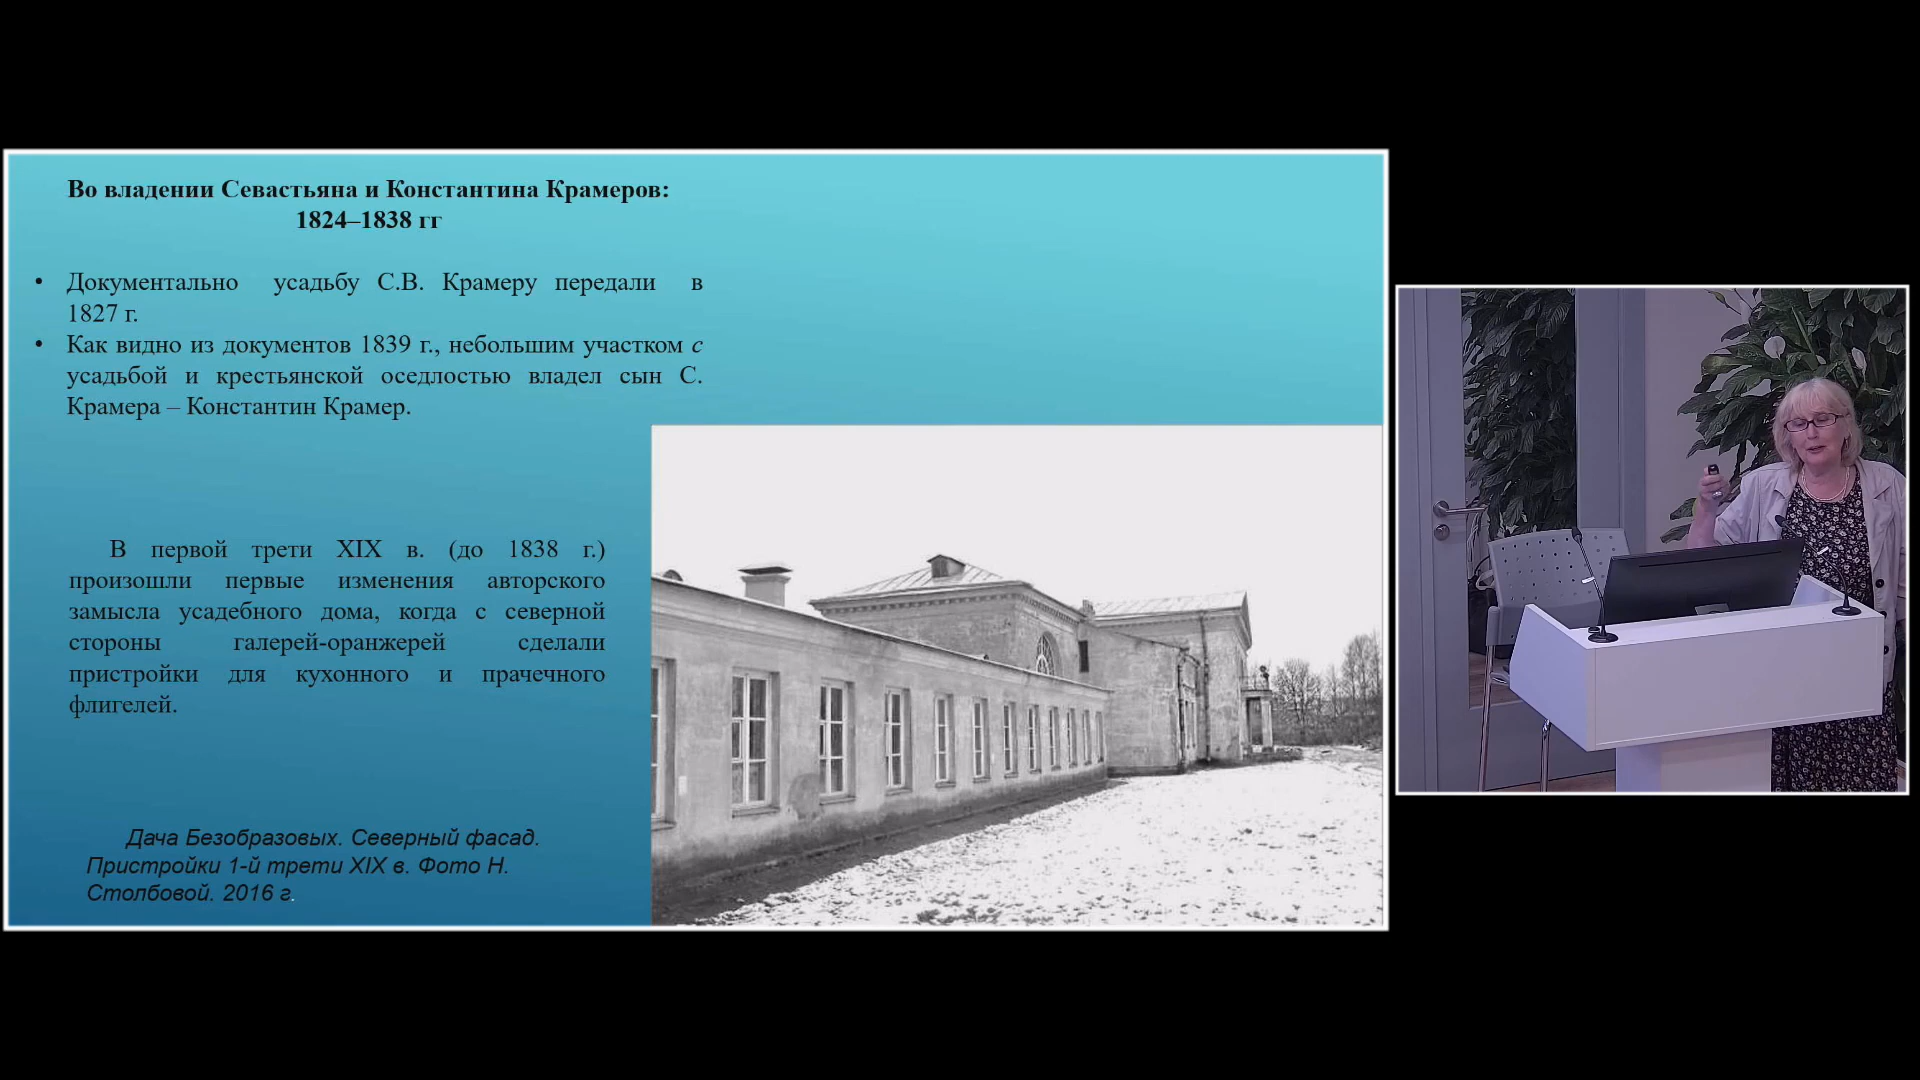 Во владении Севастьяна и Константина Крамеров:
1824–1838 гг
• Документально усадьбу С.В. Крамеру передали в
1827 г.
• Как видно из документов 1839 г., небольшим участком с
усадьбой и крестьянской оседлостью владел сын С.
Крамера – Константин Крамер.
В первой трети XIX в. (до 1838 г.)
произошли первые изменения авторского
замысла усадебного дома, когда с северной
стороны галерей-оранжерей сделали
пристройки для кухонного и прачечного
флигелей.
Дача Безобразовых. Северный фасад.
Пристройки 1-й трети XIX в. Фото Н.
Столбовой. 2016 г.